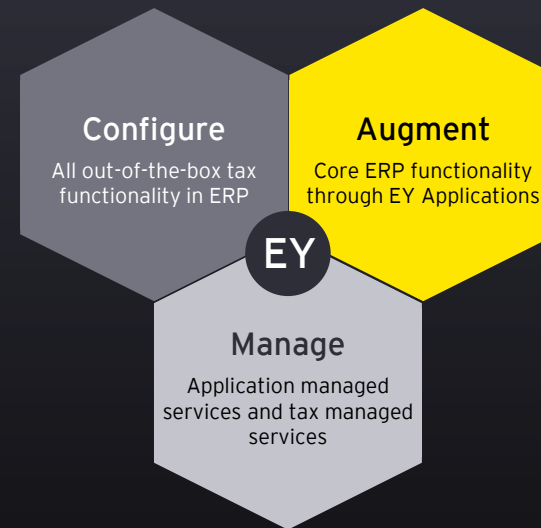 Configure
All out-of-the-box tax
functionality in ERP
Augment
Core ERP functionality
through EY Applications
EY
Manage
Application managed
services and tax managed
services